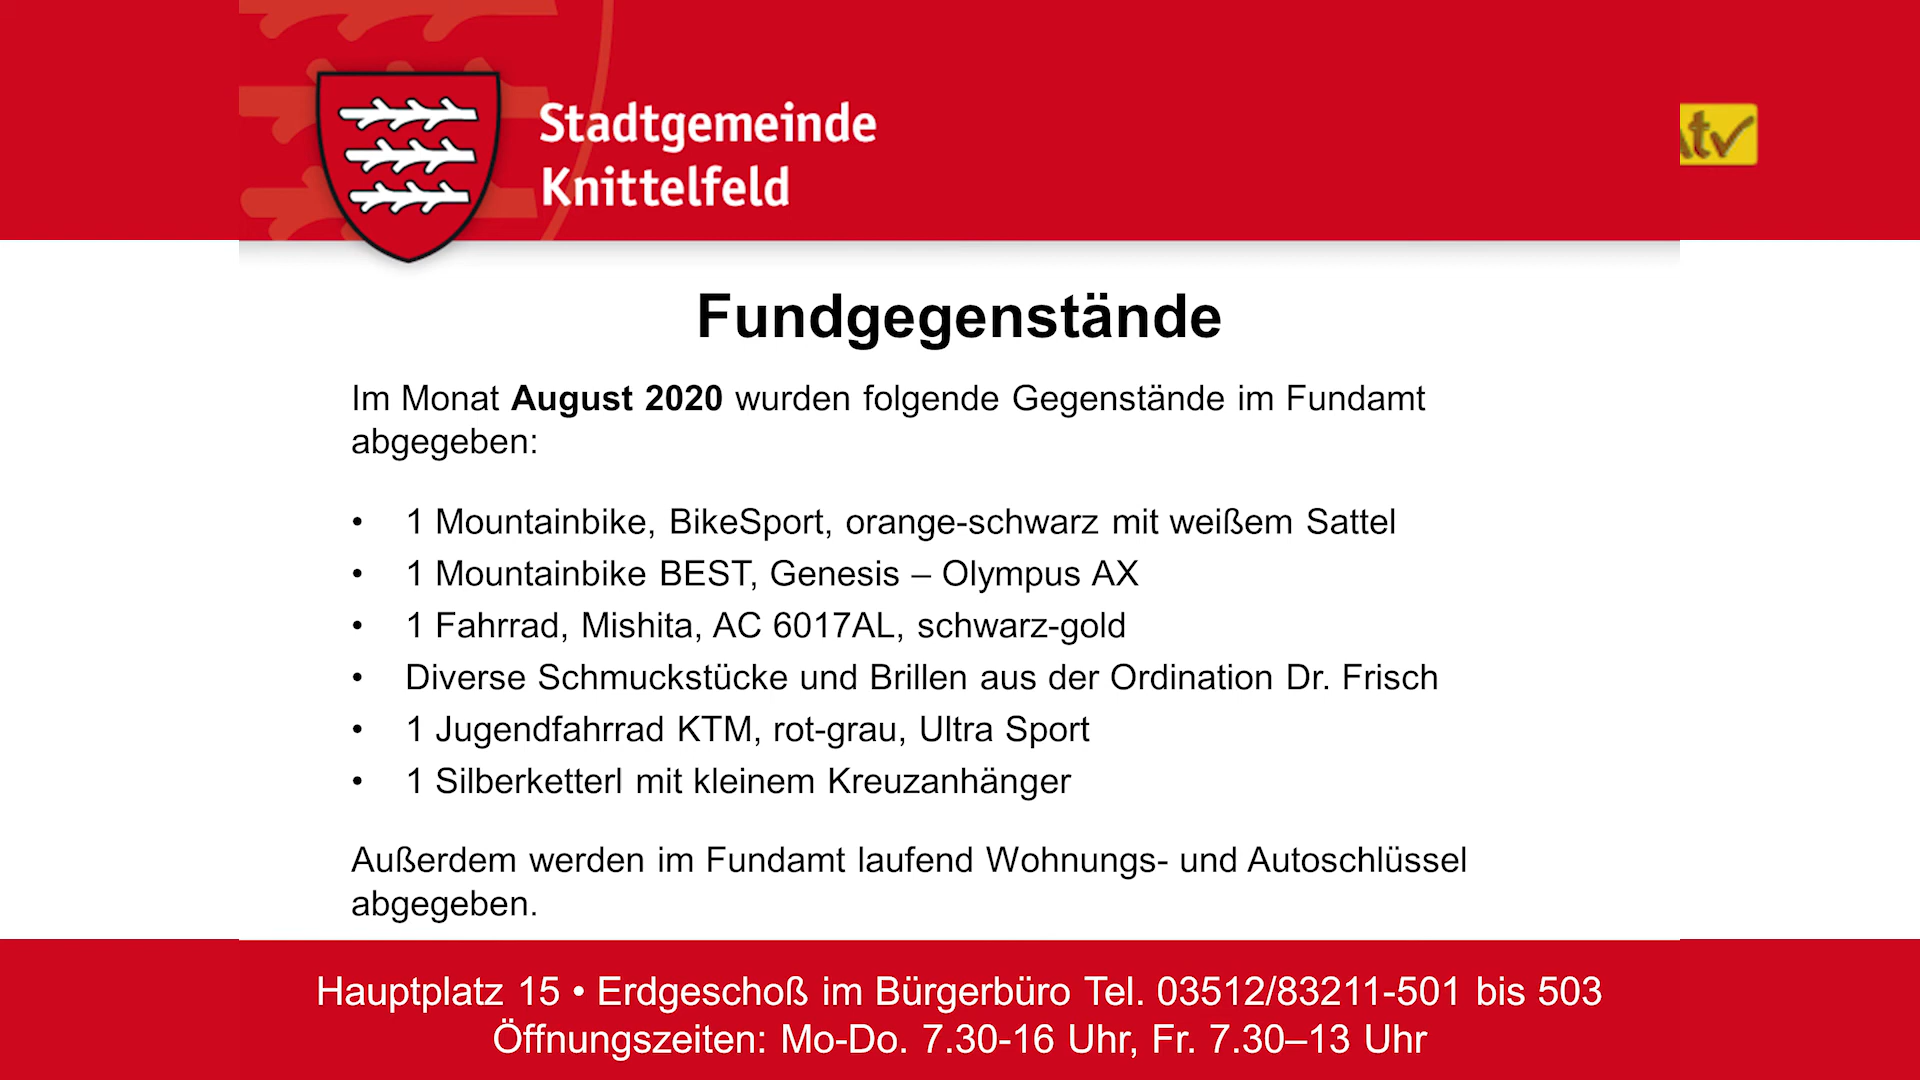 Stadtgemeinde
Knittelfeld
tv
Fundgegenstände
Im Monat August 2020 wurden folgende Gegenstände im Fundamt
abgegeben:
• 1 Mountainbike, BikeSport, orange-schwarz mit weißem Sattel
• 1 Mountainbike BEST, Genesis – Olympus AX
• 1 Fahrrad, Mishita, AC 6017AL, schwarz-gold
• Diverse Schmuckstücke und Brillen aus der Ordination Dr. Frisch
• 1 Jugendfahrrad KTM, rot-grau, Ultra Sport
• 1 Silberketterl mit kleinem Kreuzanhänger
Außerdem werden im Fundamt laufend Wohnungs- und Autoschlüssel
abgegeben.
Hauptplatz 15 • Erdgeschoß im Bürgerbüro Tel. 03512/83211-501 bis 503
Öffnungszeiten: Mo-Do. 7.30-16 Uhr, Fr. 7.30–13 Uhr